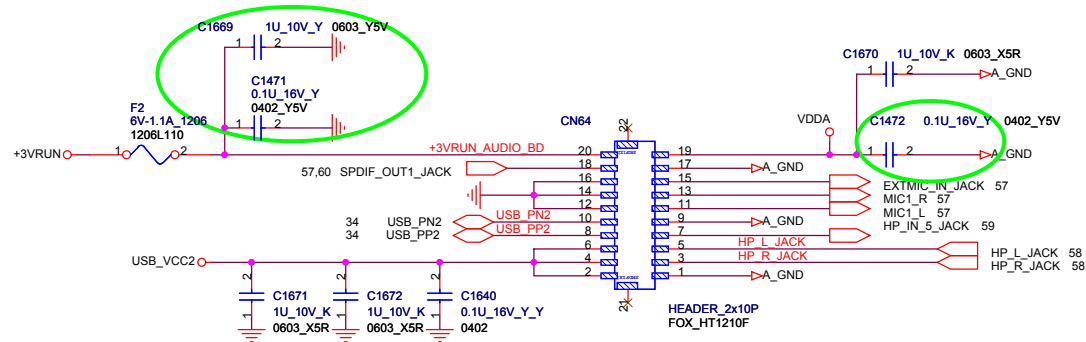 C1669 1U_10V_Y 0603_Y5V
1 2
C1471
0.1U_16V_Y
0402_Y5V
1 2
F2
6V-1.1A_1206
1206L110
+3VRUN 1 2
+3VRUN_AUDIO_BD
57,60 SPDIF_OUT1_JACK
34 USB_PN2 USB_PN2
34 USB_PP2 USB_PP2
USB_VCC2
2 2 2
1 1 1
C1671
1U_10V_K
0603_X5R
C1672
1U_10V_K
0603_X5R
C1640
0.1U_16V_Y_Y
0402
CN64
22
20 19
18 17
16 15
14 13
12 11
10 9
8 7
6 5
4 3
2 1
21
HEADER_2x10P
FOX_HT1210F
C1670 1U_10V_K 0603_X5R
1 2 A_GND
VDDA
C1472 0.1U_16V_Y 0402_Y5V
1 2 A_GND
A_GND
EXTMIC_IN_JACK 57
MIC1_R 57
MIC1_L 57
A_GND
HP_IN_5_JACK 59
HP_L_JACK
HP_L_JACK 58
HP_R_JACK
HP_R_JACK 58
A_GND